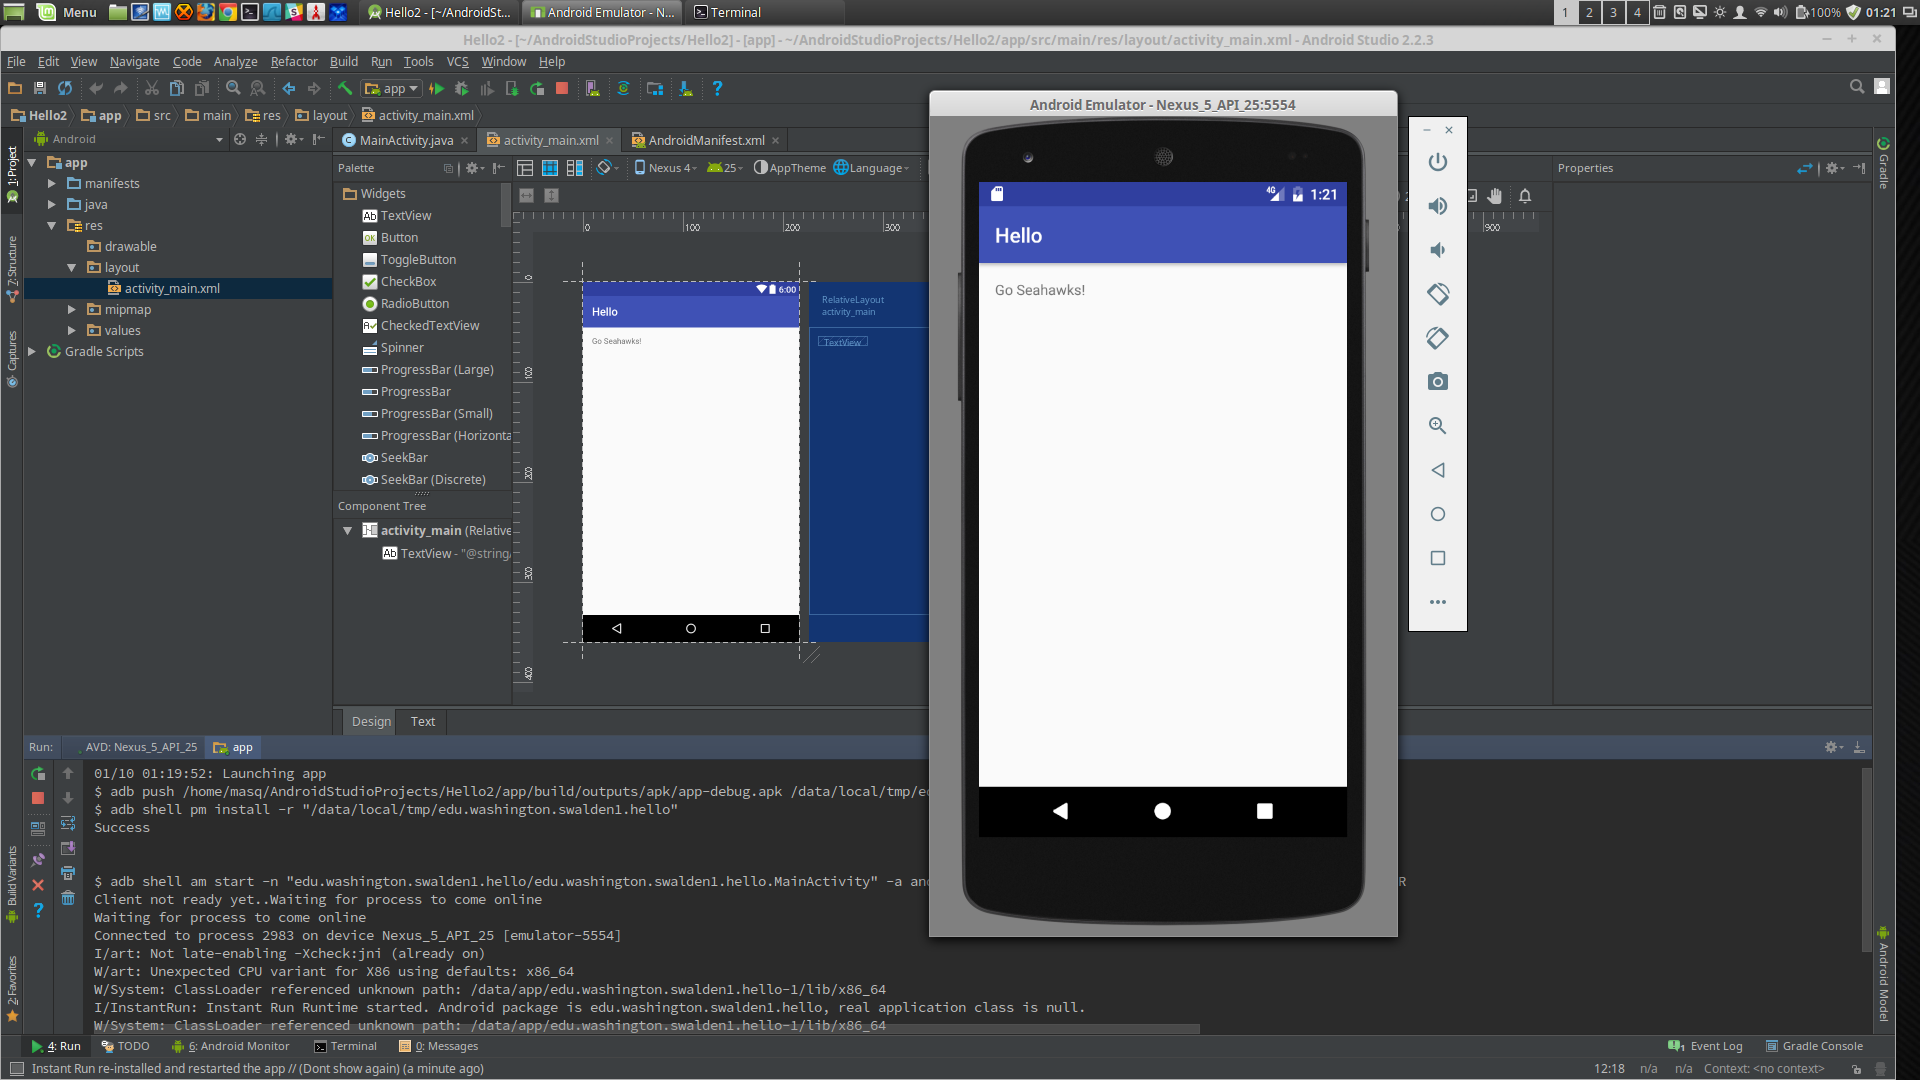 Menu
Hello2 - [~/AndroidSt...
Android Emulator - N...
Terminal
1 2 3 4
100%
01:21
Hello2 - [~/AndroidStudioProjects/Hello2] - [app] - ~/AndroidStudioProjects/Hello2/app/src/main/res/layout/activity_main.xml - Android Studio 2.2.3
File Edit View Navigate Code Analyze Refactor Build Run Tools VCS Window Help
app
Hello2 app src main res layout activity_main.xml
1: Project
7: Structure
Captures
Build Variants
2: Favorites
Android
app
manifests
java
res
drawable
layout
activity_main.xml
mipmap
values
Gradle Scripts
MainActivity.java activity_main.xml AndroidManifest.xml
Palette
Widgets
TextView
Button
ToggleButton
CheckBox
RadioButton
CheckedTextView
Spinner
ProgressBar (Large)
ProgressBar
ProgressBar (Small)
ProgressBar (Horizonta
SeekBar
SeekBar (Discrete)
Component Tree
activity_main (Relative
TextView - "@string
Nexus 4 25 AppTheme Language
0 100 200 300 900
0
100
200
300
400
6:00
Hello
Go Seahawks!
RelativeLayout
activity_main
TextView
Design Text
Android Emulator - Nexus_5_API_25:5554
4G 1:21
Hello
Go Seahawks!
Properties
Gradle
Android Model
Run: AVD: Nexus_5_API_25 app
01/10 01:19:52: Launching app
$ adb push /home/masq/AndroidStudioProjects/Hello2/app/build/outputs/apk/app-debug.apk /data/local/tmp/ed
$ adb shell pm install -r "/data/local/tmp/edu.washington.swalden1.hello"
Success
$ adb shell am start -n "edu.washington.swalden1.hello/edu.washington.swalden1.hello.MainActivity" -a an R
Client not ready yet..Waiting for process to come online
Waiting for process to come online
Connected to process 2983 on device Nexus_5_API_25 [emulator-5554]
I/art: Not late-enabling -Xcheck:jni (already on)
W/art: Unexpected CPU variant for X86 using defaults: x86_64
W/System: ClassLoader referenced unknown path: /data/app/edu.washington.swalden1.hello-1/lib/x86_64
I/InstantRun: Instant Run Runtime started. Android package is edu.washington.swalden1.hello, real application class is null.
W/System: ClassLoader referenced unknown path: /data/app/edu.washington.swalden1.hello-1/lib/x86_64
4: Run TODO 6: Android Monitor Terminal 0: Messages
1 Event Log Gradle Console
Instant Run re-installed and restarted the app // (Dont show again) (a minute ago)
12:18 n/a n/a Context: <no context>